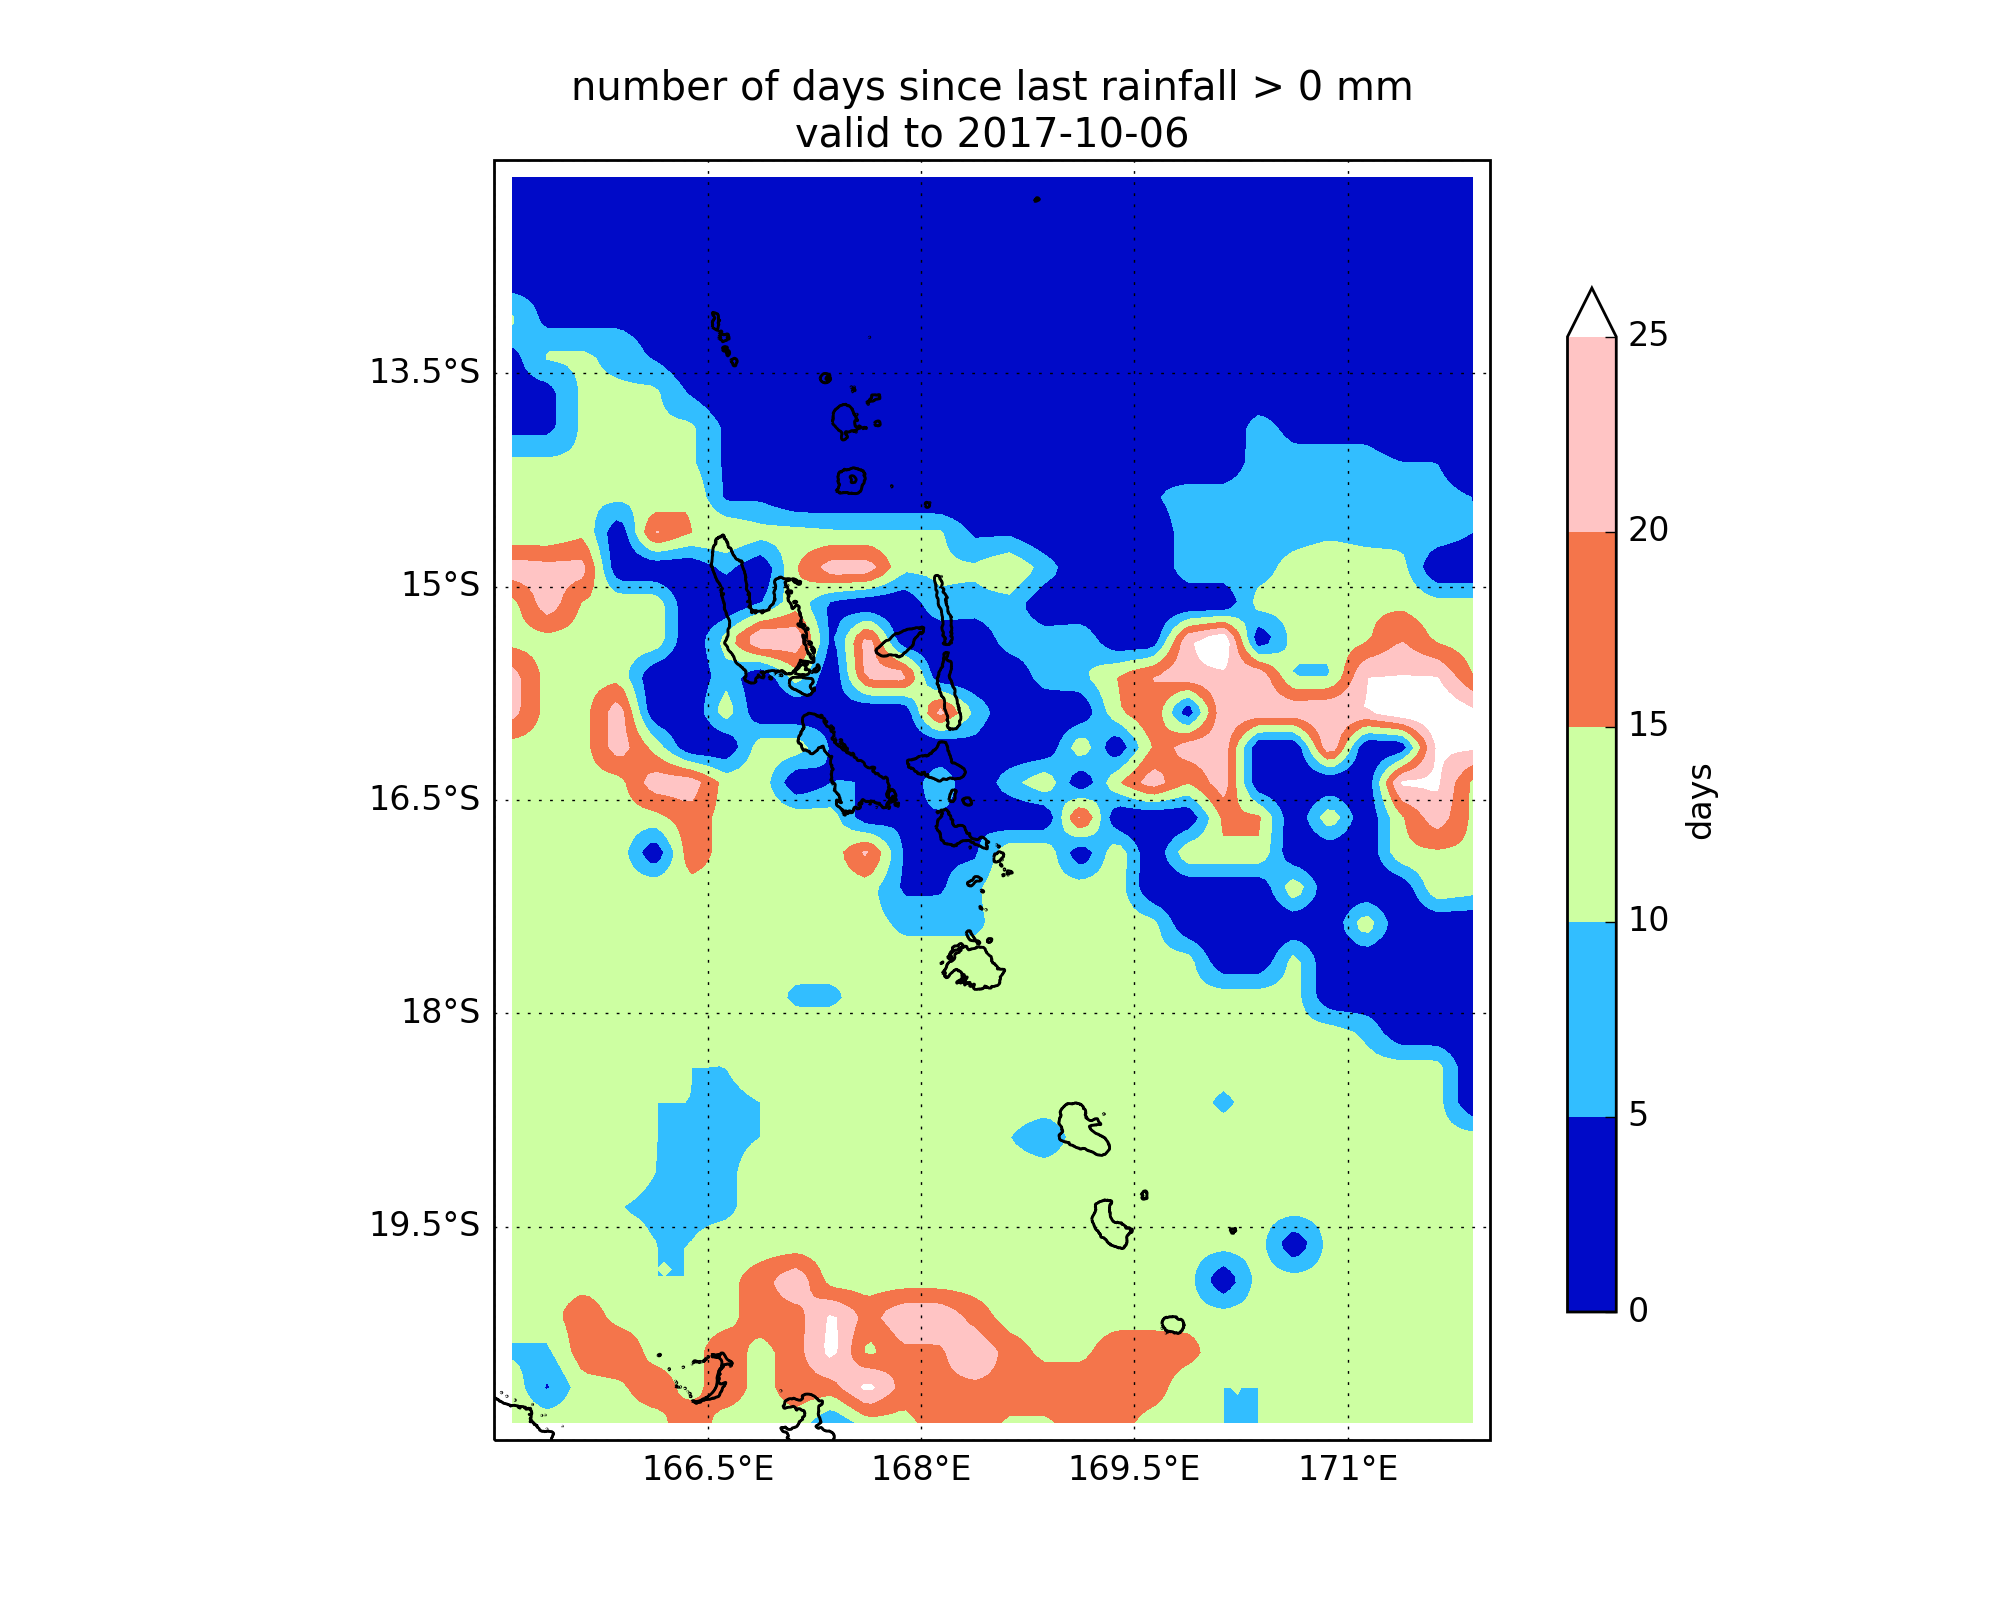 number of days since last rainfall > 0 mm
valid to 2017-10-06
13.5°S
15°S
16.5°S
18°S
19.5°S
166.5°E
168°E
169.5°E
171°E
25
20
15
10
5
0
days